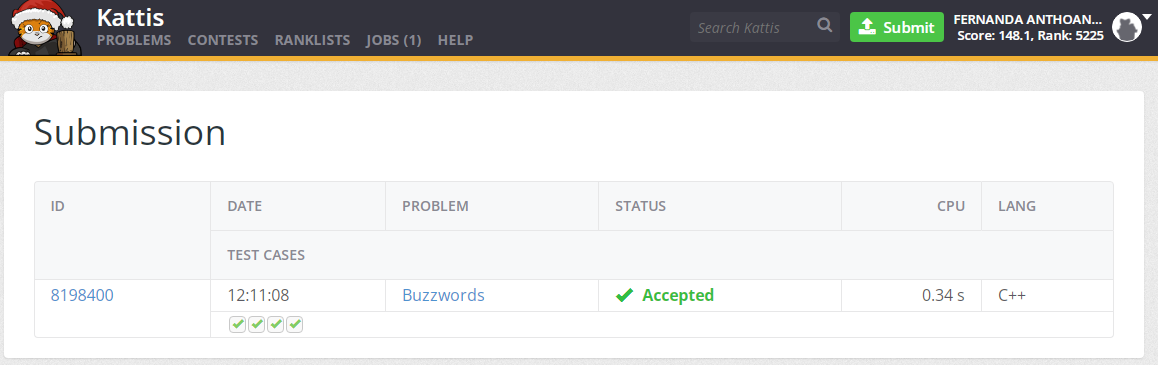 Kattis
PROBLEMS CONTESTS RANKLISTS JOBS (1) HELP
Search Kattis
Submit
FERNANDA ANTHOAN...
Score: 148.1, Rank: 5225
Submission
ID DATE PROBLEM STATUS CPU LANG
TEST CASES
8198400 12:11:08 Buzzwords Accepted 0.34 s C++